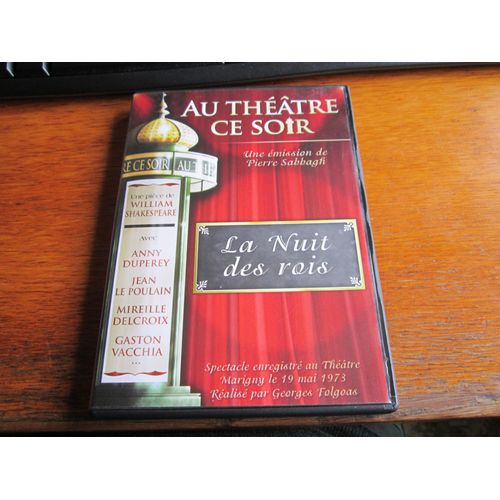 AU THÉÂTRE
CE SOIR
Une émission de
Pierre Sabbagh
RE CE SOIR AU T
Une pièce de
WILLIAM
SHAKESPEARE
Avec
ANNY
DUPEREY
JEAN
LE POULAIN
MIREILLE
DELCROIX
GASTON
VACCHIA
...
La Nuit
des rois
Spectacle enregistré au Théâtre
Marigny le 19 mai 1973
Réalisé par Georges Folgoas